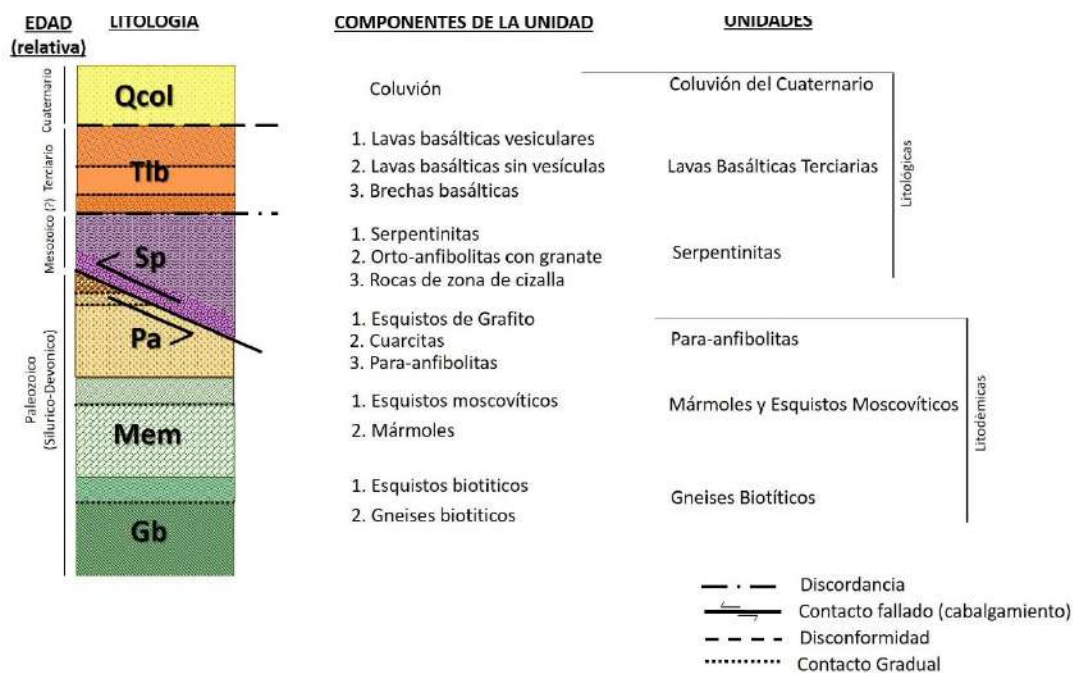 EDAD
(relativa)
LITOLOGIA
COMPONENTES DE LA UNIDAD
UNIDADES
Cuaternario
Qcol
Coluvión
Coluvión del Cuaternario
Terciario
Tlb
1. Lavas basálticas vesiculares
2. Lavas basálticas sin vesículas
3. Brechas basálticas
Lavas Basálticas Terciarias
Litológicas
Mesozoico (?)
Sp
1. Serpentinitas
2. Orto-anfibolitas con granate
3. Rocas de zona de cizalla
Serpentinitas
Paleozoico
(Silurico-Devonico)
Pa
1. Esquistos de Grafito
2. Cuarcitas
3. Para-anfibolitas
Para-anfibolitas
Mem
1. Esquistos moscovíticos
2. Mármoles
Mármoles y Esquistos Moscovíticos
Litodèmicas
Gb
1. Esquistos biotiticos
2. Gneises biotiticos
Gneises Biotíticos
Discordancia
Contacto fallado (cabalgamiento)
Disconformidad
Contacto Gradual